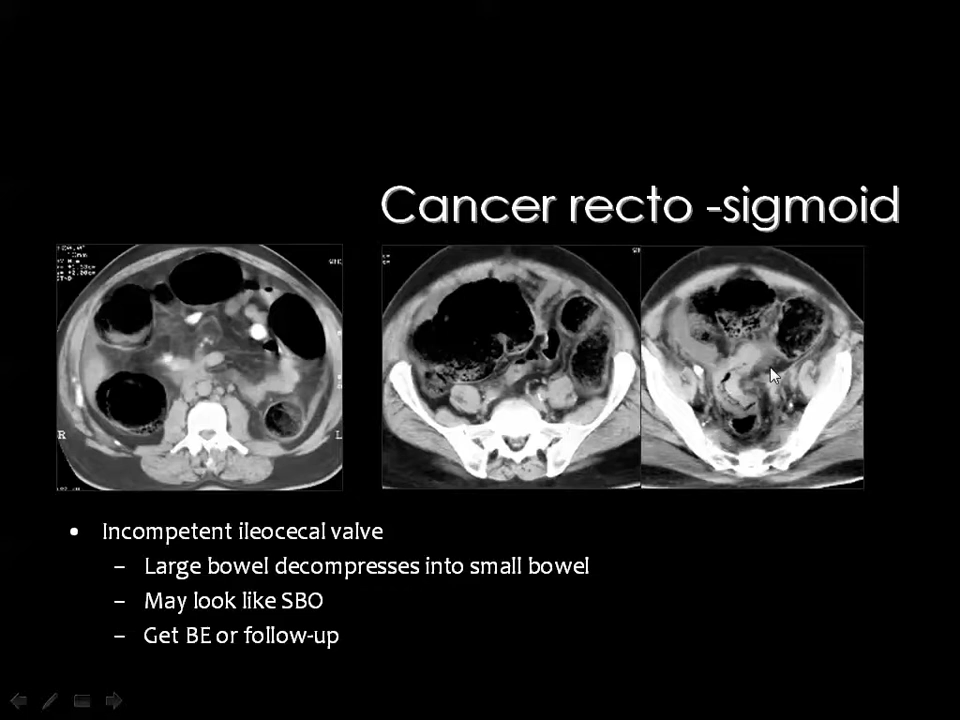 Cancer recto -sigmoid
R
L
• Incompetent ileocecal valve
– Large bowel decompresses into small bowel
– May look like SBO
– Get BE or follow-up